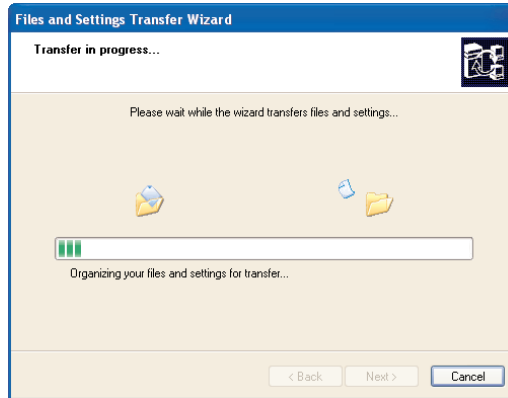 Files and Settings Transfer Wizard
Transfer in progress...
Please wait while the wizard transfers files and settings...
Organizing your files and settings for transfer...
< Back Next > Cancel